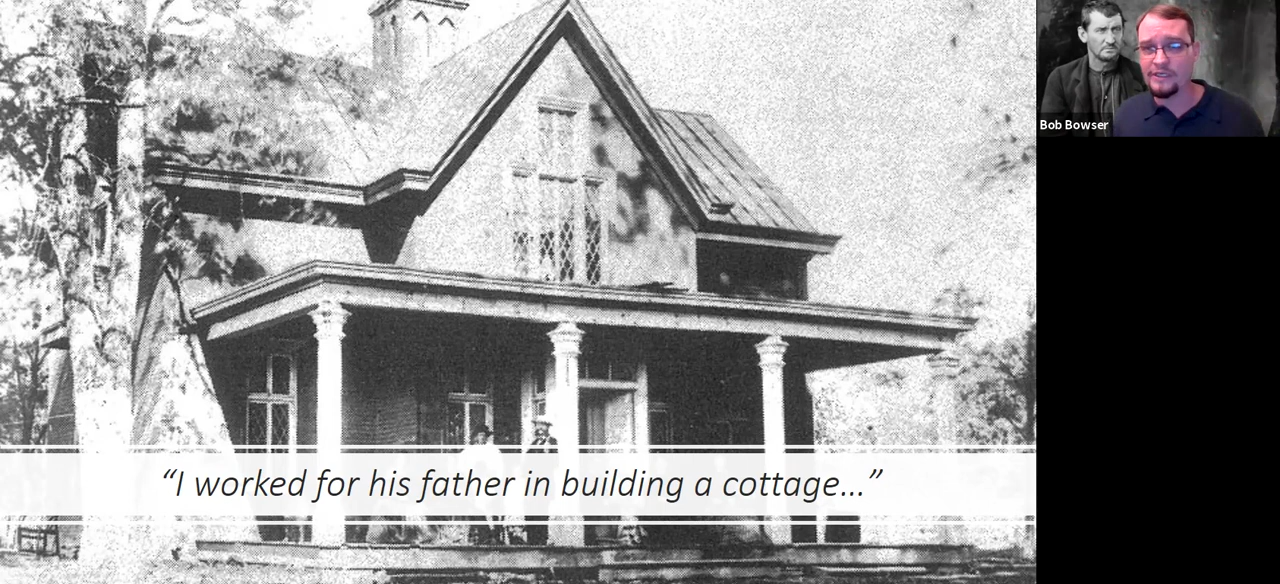 Bob Bowser
“I worked for his father in building a cottage…”